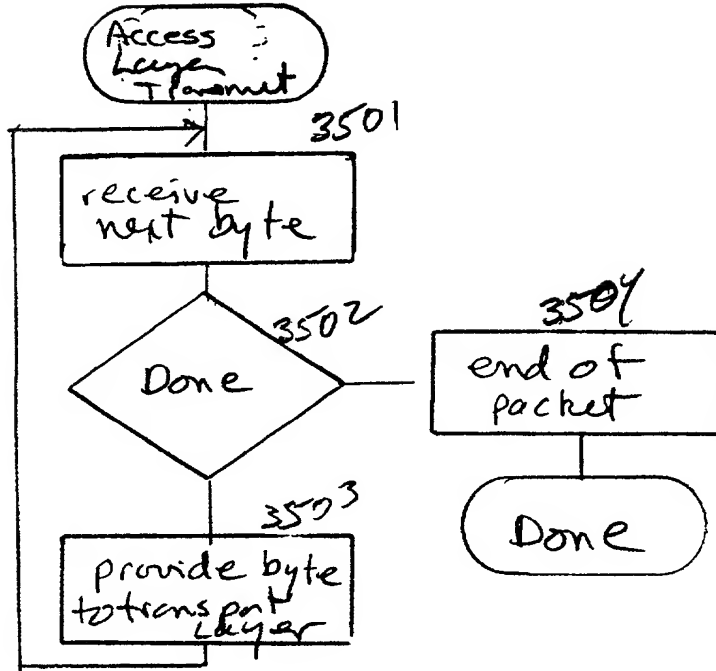 Access
Layer
Transmit
3501
receive
next byte
3502
Done
3504
end of
packet
3503
Done
provide byte
to transport
Layer